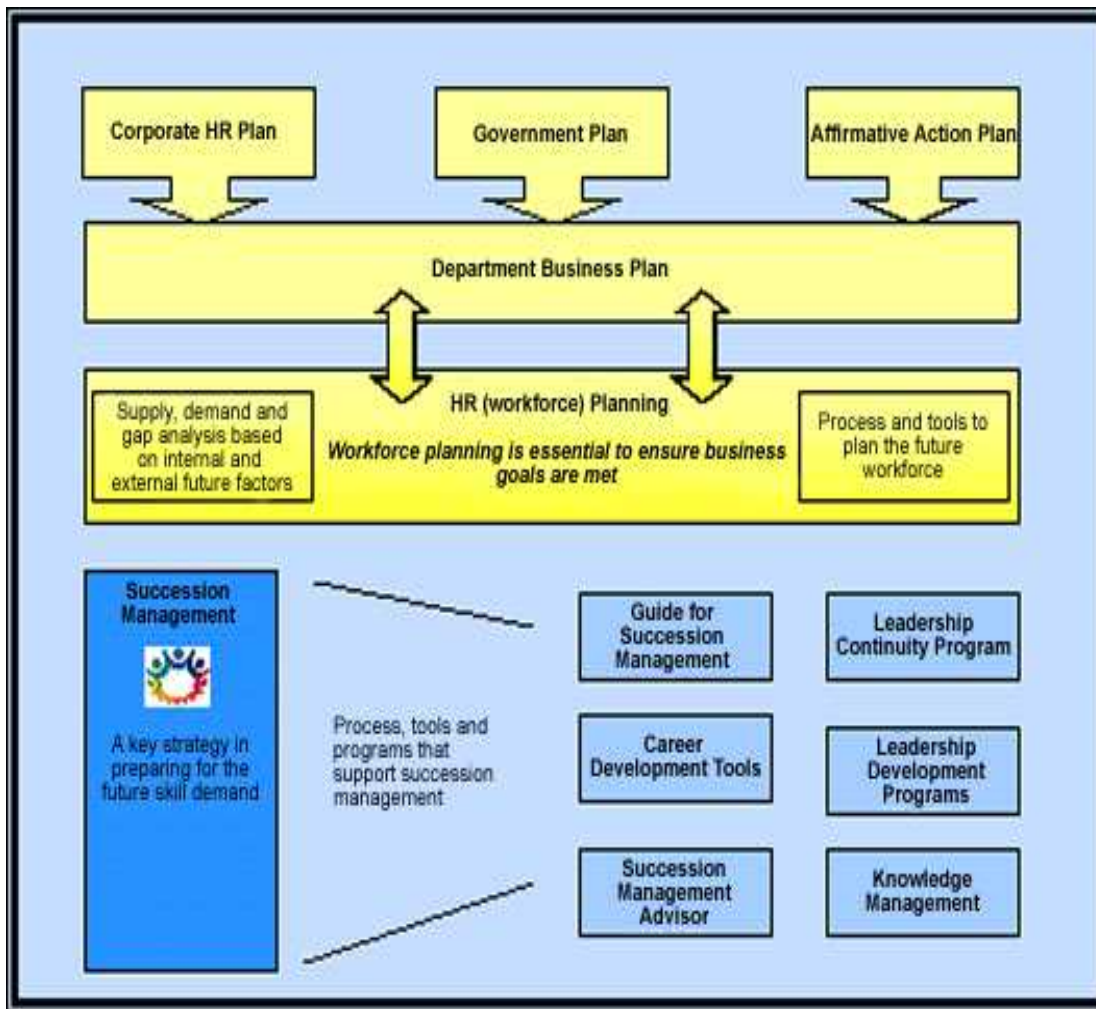 Corporate HR Plan
Government Plan
Affirmative Action Plan
Department Business Plan
HR (workforce) Planning
Supply, demand and
gap analysis based
on internal and
external future factors
Workforce planning is essential to ensure business
goals are met
Process and tools to
plan the future
workforce
Succession
Management
A key strategy in
preparing for the
future skill demand
Process, tools and
programs that
support succession
management
Guide for
Succession
Management
Leadership
Continuity Program
Career
Development Tools
Leadership
Development
Programs
Succession
Management
Advisor
Knowledge
Management